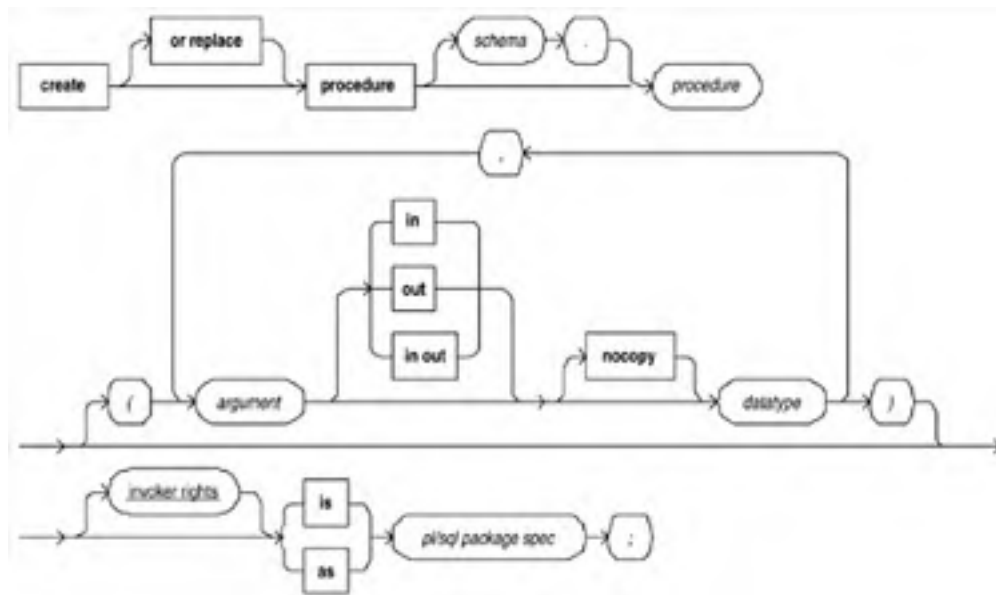 or replace schema .
create procedure procedure
,
in
out
in out nocopy
( argument datatype )
invoker rights is
as pl/sql package spec ;